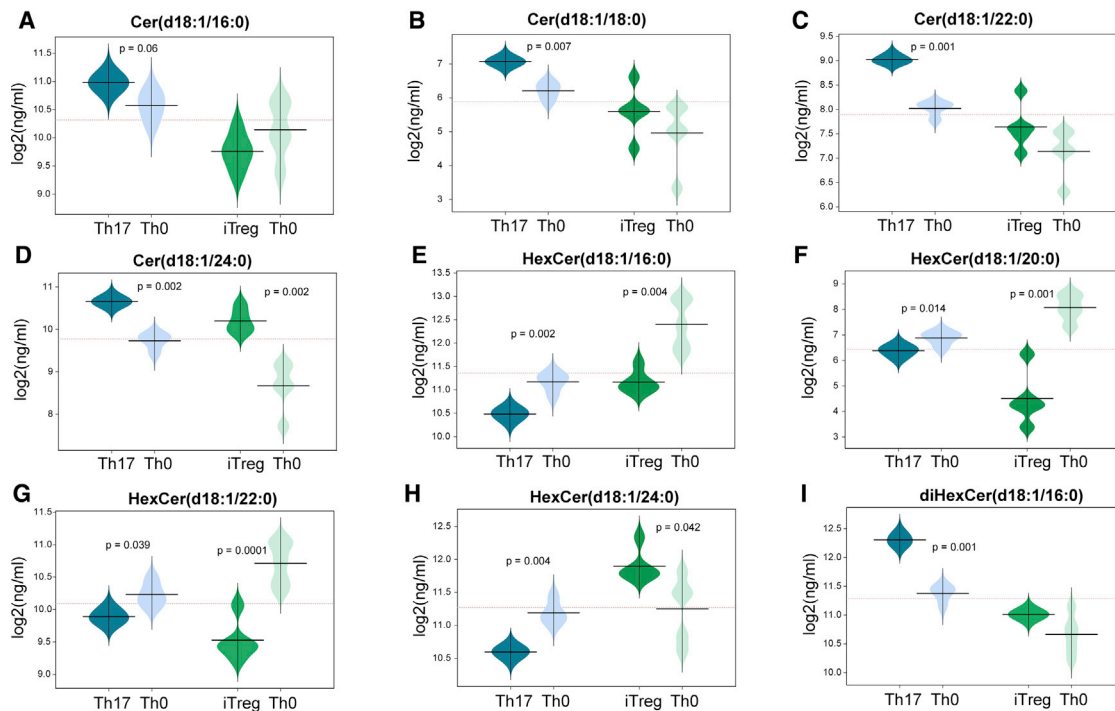 A
Cer(d18:1/16:0)
p = 0.06
log2(ng/ml)
11.5
11.0
10.5
10.0
9.5
9.0
Th17 Th0 iTreg Th0
B
Cer(d18:1/18:0)
p = 0.007
log2(ng/ml)
7
6
5
4
3
Th17 Th0 iTreg Th0
C
Cer(d18:1/22:0)
p = 0.001
log2(ng/ml)
9.5
9.0
8.5
8.0
7.5
7.0
6.5
6.0
Th17 Th0 iTreg Th0
D
Cer(d18:1/24:0)
p = 0.002 p = 0.002
log2(ng/ml)
11
10
9
8
Th17 Th0 iTreg Th0
E
HexCer(d18:1/16:0)
p = 0.002 p = 0.004
log2(ng/ml)
13.5
13.0
12.5
12.0
11.5
11.0
10.5
10.0
Th17 Th0 iTreg Th0
F
HexCer(d18:1/20:0)
p = 0.014 p = 0.001
log2(ng/ml)
9
8
7
6
5
4
3
Th17 Th0 iTreg Th0
G
HexCer(d18:1/22:0)
p = 0.039 p = 0.0001
log2(ng/ml)
11.5
11.0
10.5
10.0
9.5
9.0
Th17 Th0 iTreg Th0
H
HexCer(d18:1/24:0)
p = 0.004 p = 0.042
log2(ng/ml)
12.5
12.0
11.5
11.0
10.5
Th17 Th0 iTreg Th0
I
diHexCer(d18:1/16:0)
p = 0.001
log2(ng/ml)
12.5
12.0
11.5
11.0
10.5
10.0
Th17 Th0 iTreg Th0